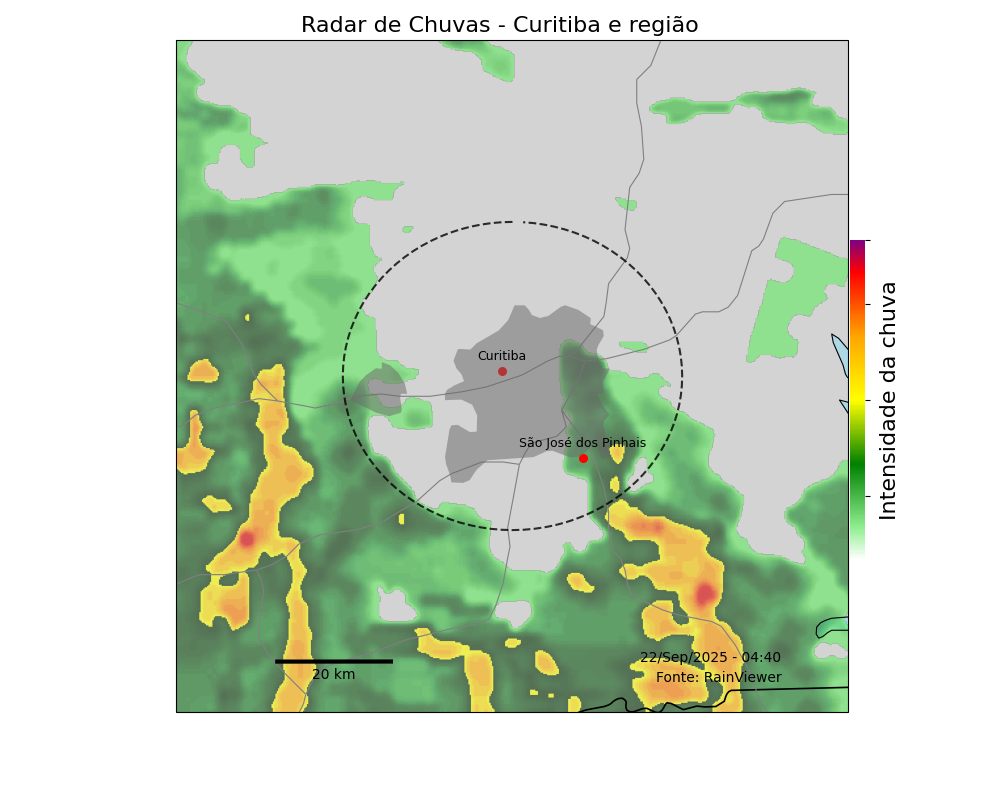 Radar de Chuvas - Curitiba e região
Curitiba
São José dos Pinhais
Intensidade da chuva
22/Sep/2025 - 04:40
Fonte: RainViewer
20 km